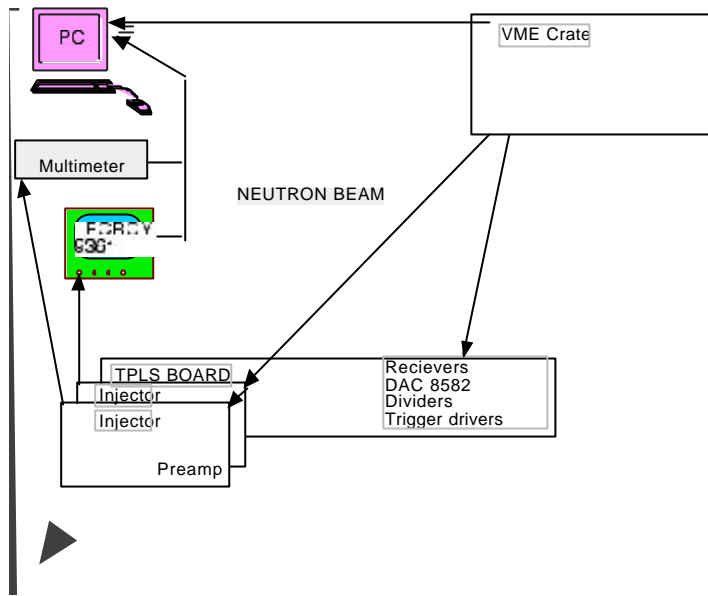 PC
VME Crate
Multimeter
NEUTRON BEAM
TPLS BOARD
Recievers
DAC 8582
Dividers
Trigger drivers
Injector
Injector
Preamp